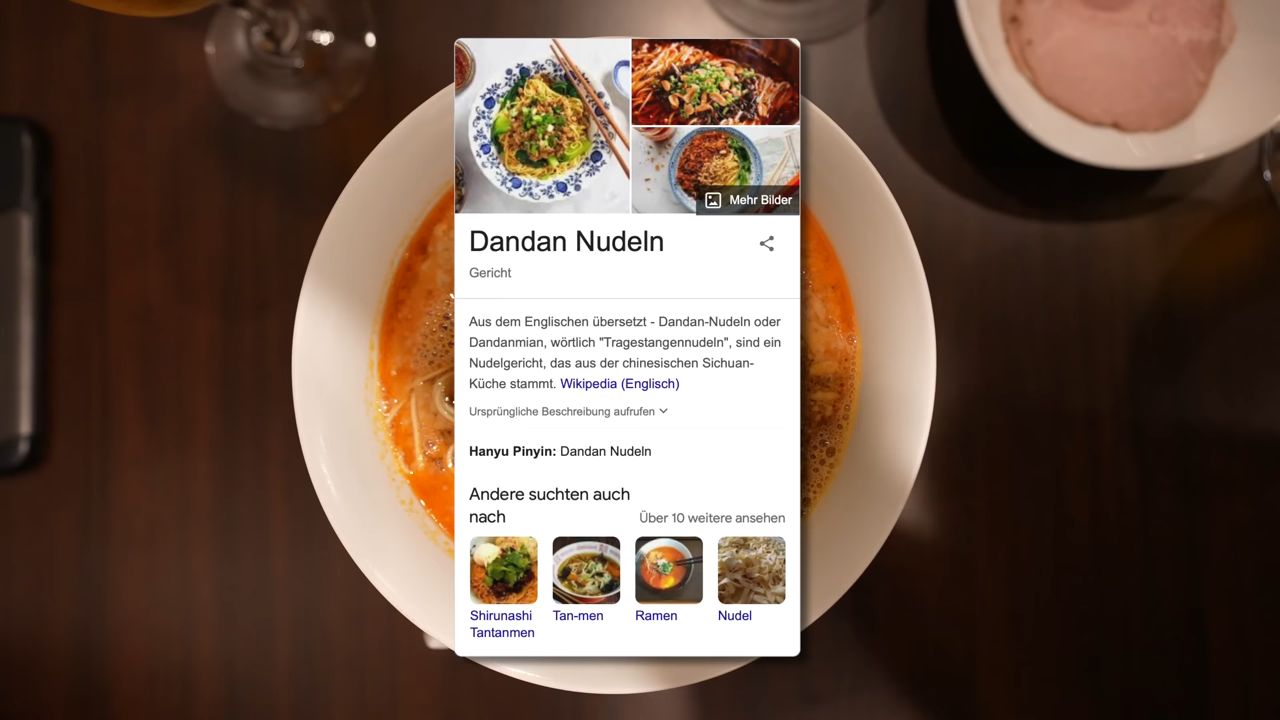 Mehr Bilder
Dandan Nudeln
Gericht
Aus dem Englischen übersetzt - Dandan-Nudeln oder
Dandanmian, wörtlich "Tragestangennudeln", sind ein
Nudelgericht, das aus der chinesischen Sichuan-
Küche stammt. Wikipedia (Englisch)
Ursprüngliche Beschreibung aufrufen
Hanyu Pinyin: Dandan Nudeln
Andere suchten auch
nach
Über 10 weitere ansehen
Shirunashi
Tantanmen
Tan-men
Ramen
Nudel